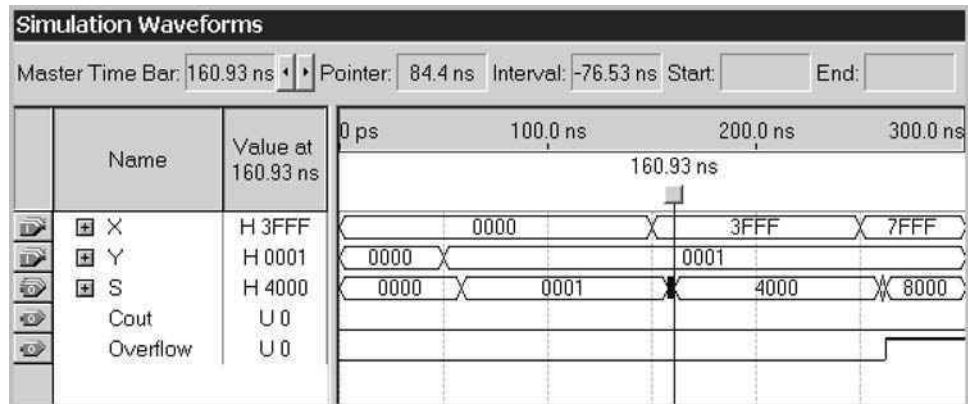 Simulation Waveforms
Master Time Bar: 160.93 ns Pointer: 84.4 ns Interval: -76.53 ns Start: End:
Name Value at 160.93 ns
0 ps 100.0 ns 200.0 ns 300.0 ns
160.93 ns
X H 3FFF 0000 3FFF 7FFF
Y H 0001 0000 0001
S H 4000 0000 0001 4000 8000
Cout U 0
Overflow U 0